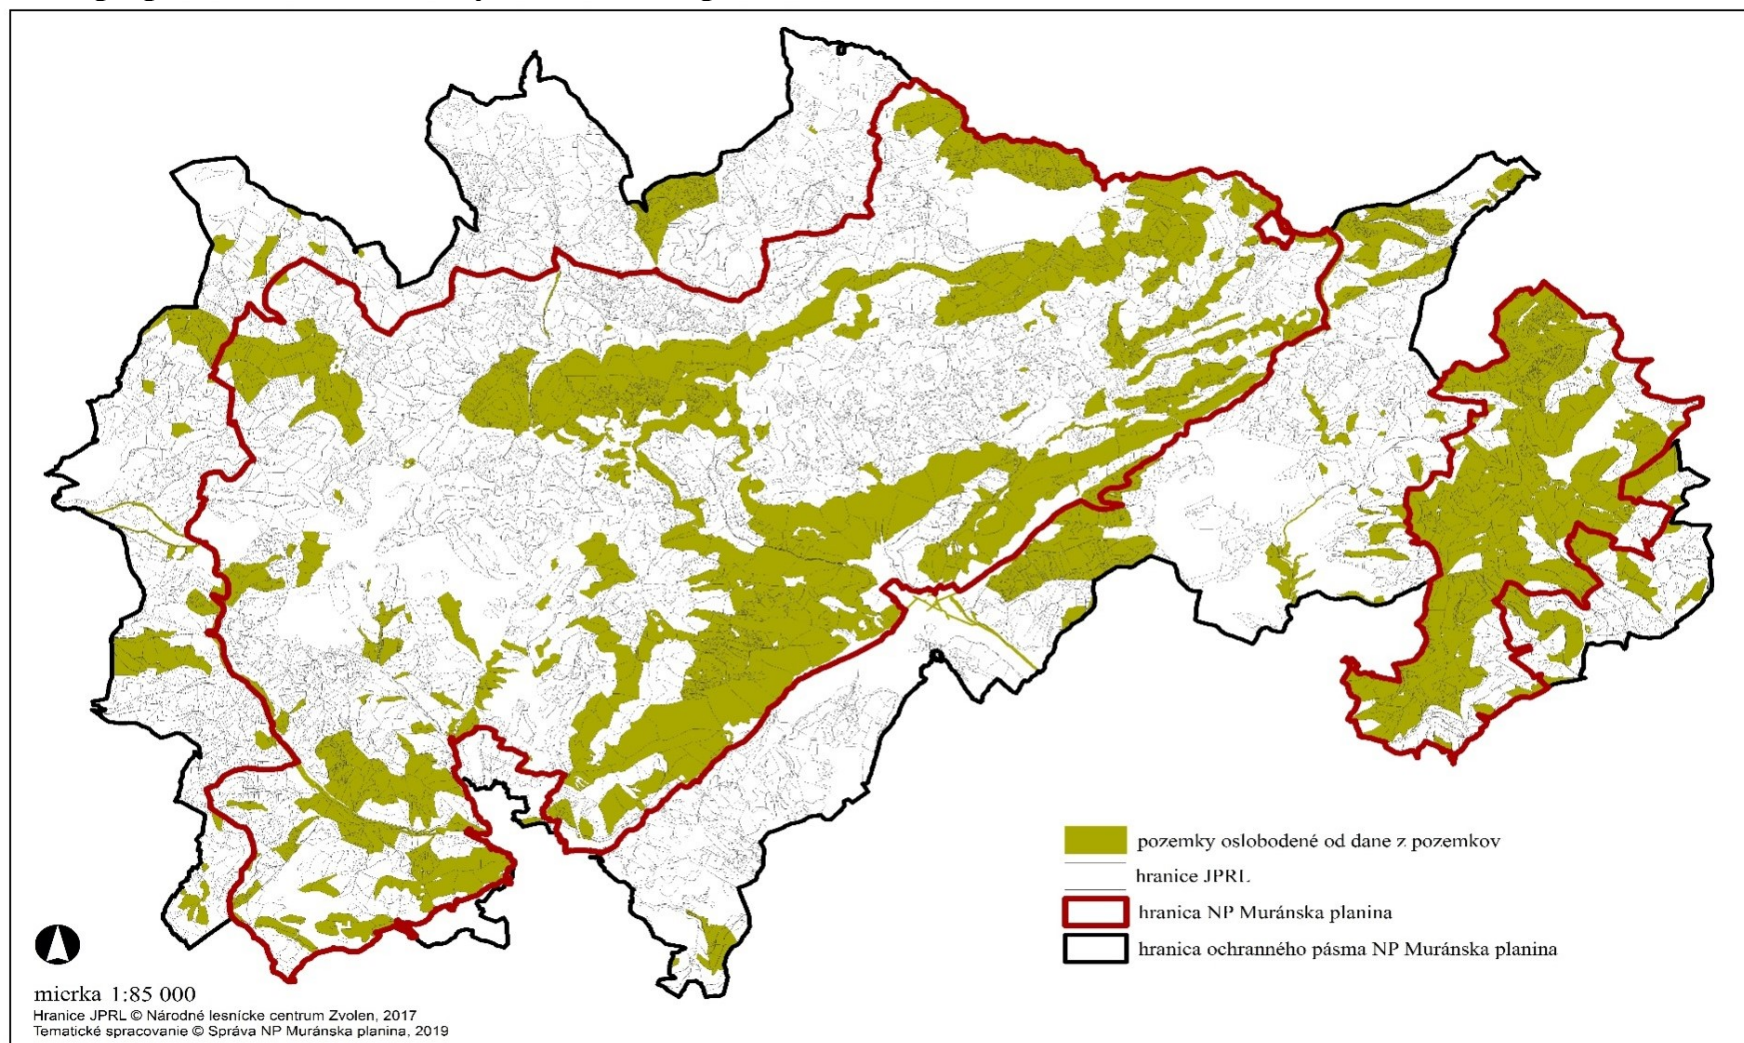 pozemky oslobodené od dane z pozemkov
hranice JPRL
hranica NP Muránska planina
hranica ochranného pásma NP Muránska planina
mierka 1:85 000
Hranice JPRL © Národné lesnícke centrum Zvolen, 2017
Tematické spracovanie © Správa NP Muránska planina, 2019